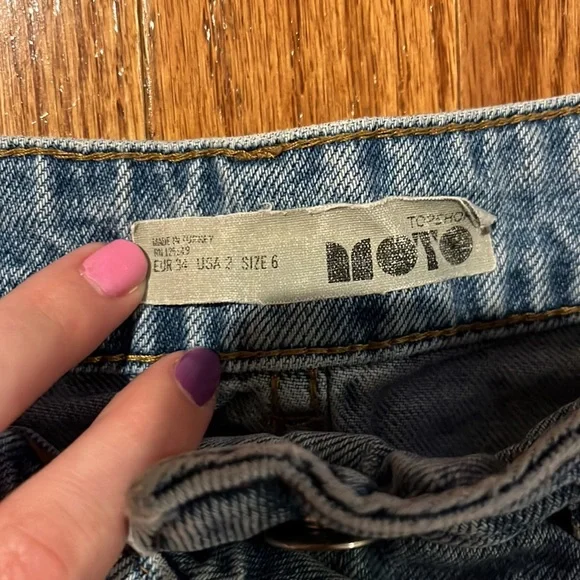 MADE IN TURKEY
EUR 34 USA 2 SIZE 6
TOPSHOP
MOTO